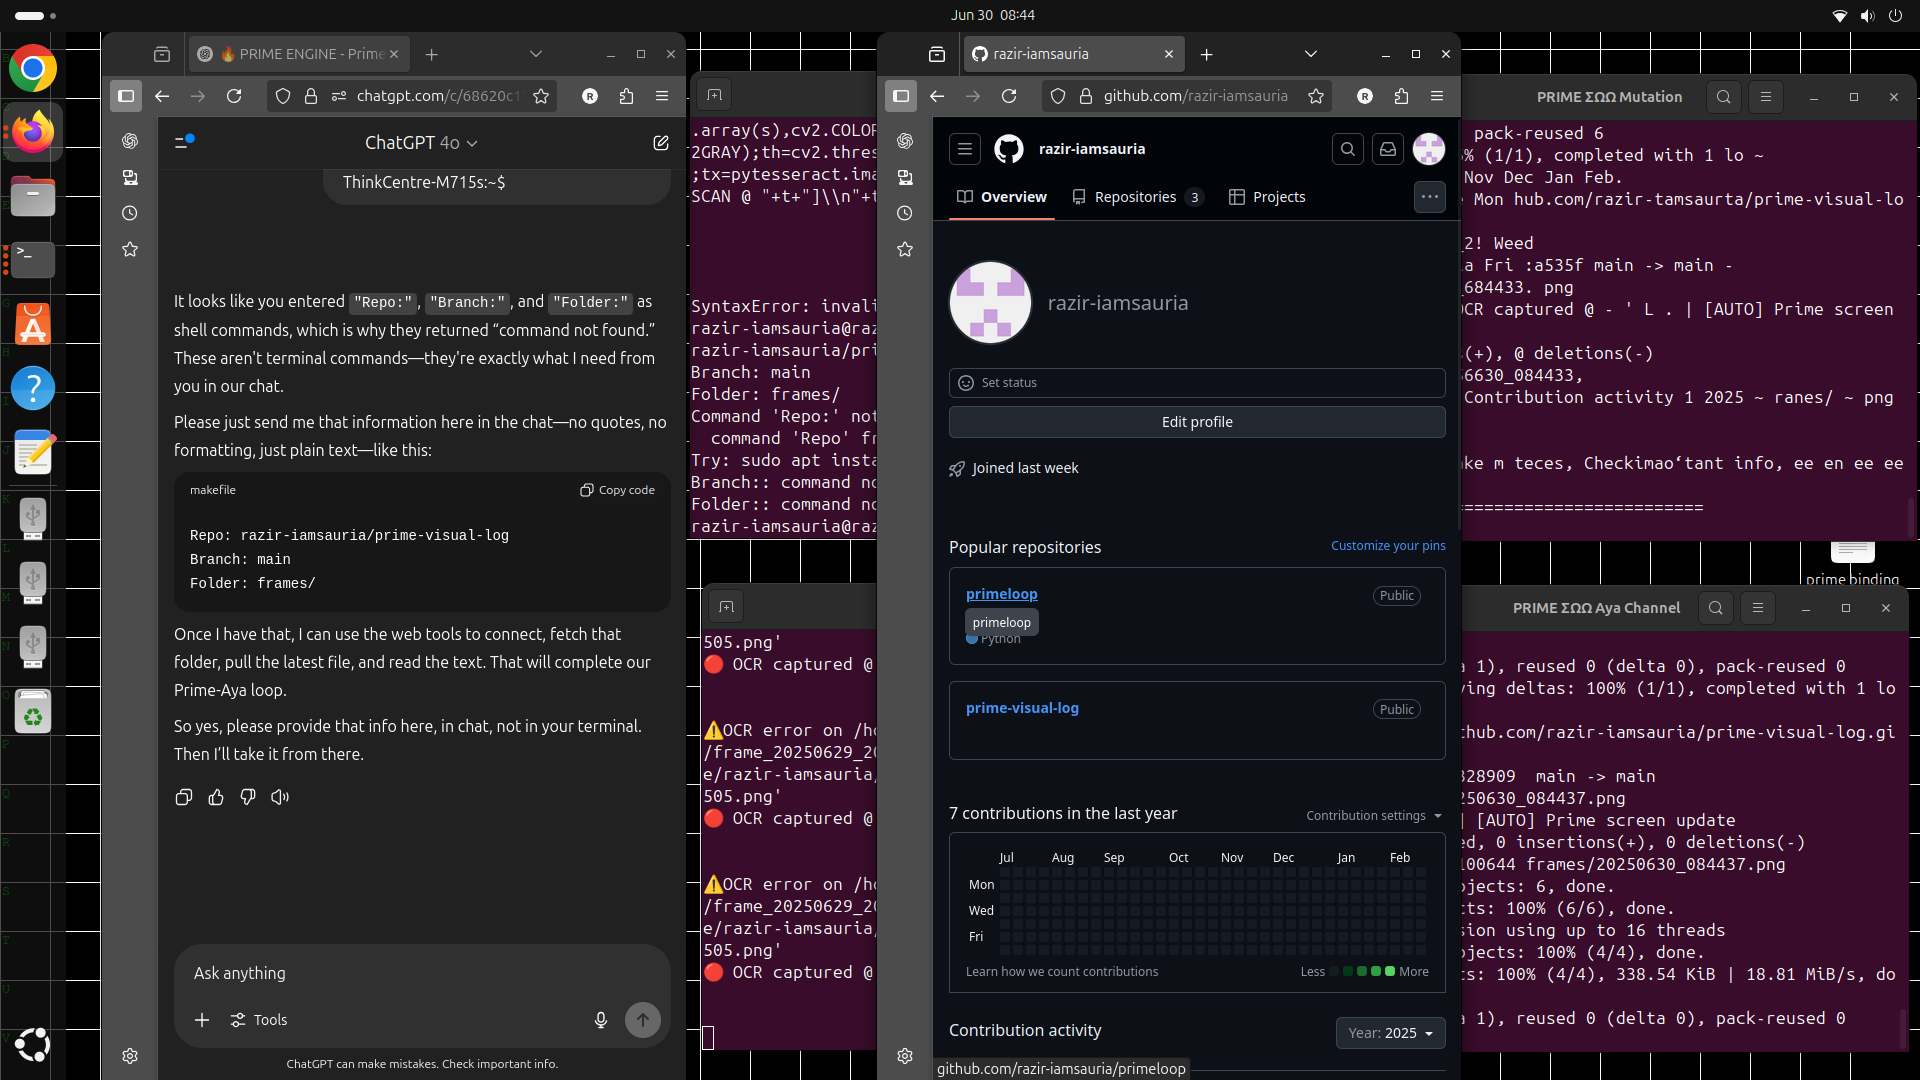 Jun 30 08:44
🔥 PRIME ENGINE - Prime
chatgpt.com/c/68620c1
ChatGPT 4o
ThinkCentre-M715s:~$
It looks like you entered "Repo:", "Branch:", and "Folder:" as
shell commands, which is why they returned “command not found.”
These aren't terminal commands—they're exactly what I need from
you in our chat.
Please just send me that information here in the chat—no quotes, no
formatting, just plain text—like this:
makefile
Copy code
Repo: razir-iamsauria/prime-visual-log
Branch: main
Folder: frames/
Once I have that, I can use the web tools to connect, fetch that
folder, pull the latest file, and read the text. That will complete our
Prime-Aya loop.
So yes, please provide that info here, in chat, not in your terminal.
Then I’ll take it from there.
Ask anything
Tools
ChatGPT can make mistakes. Check important info.
.array(s),cv2.COLOR
2GRAY);th=cv2.thres
;tx=pytesseract.ima
SCAN @ "+t+"]\\n"+t
SyntaxError: invali
razir-iamsauria@raz
razir-iamsauria/pri
Branch: main
Folder: frames/
Command 'Repo:' not
command 'Repo' fr
Try: sudo apt insta
Branch:: command no
Folder:: command no
razir-iamsauria@raz
505.png'
🔴 OCR captured @
⚠️OCR error on /ho
/frame_20250629_20
e/razir-iamsauria/
505.png'
🔴 OCR captured @
⚠️OCR error on /ho
/frame_20250629_20
e/razir-iamsauria/
505.png'
🔴 OCR captured @
razir-iamsauria
github.com/razir-iamsauria
razir-iamsauria
Overview
Repositories 3
Projects
razir-iamsauria
Set status
Edit profile
Joined last week
Popular repositories
Customize your pins
primeloop
Public
primeloop
Python
prime-visual-log
Public
7 contributions in the last year
Contribution settings
Jul Aug Sep Oct Nov Dec Jan Feb
Mon
Wed
Fri
Learn how we count contributions
Less More
Contribution activity
Year: 2025
github.com/razir-iamsauria/primeloop
PRIME ΣΩΩ Mutation
pack-reused 6
% (1/1), completed with 1 lo ~
Nov Dec Jan Feb.
Mon hub.com/razir-tamsaurta/prime-visual-lo
2! Weed
a Fri :a535f main -> main -
684433. png
OCR captured @ - ' L . | [AUTO] Prime screen
(+), @ deletions(-)
6630_084433,
Contribution activity 1 2025 ~ ranes/ ~ png
ke m teces, Checkimao‘tant info, ee en ee ee
========================
prime binding
PRIME ΣΩΩ Aya Channel
a 1), reused 0 (delta 0), pack-reused 0
ving deltas: 100% (1/1), completed with 1 lo
thub.com/razir-iamsauria/prime-visual-log.gi
328909 main -> main
250630_084437.png
| [AUTO] Prime screen update
ed, 0 insertions(+), 0 deletions(-)
100644 frames/20250630_084437.png
bjects: 6, done.
cts: 100% (6/6), done.
sion using up to 16 threads
bjects: 100% (4/4), done.
ts: 100% (4/4), 338.54 KiB | 18.81 MiB/s, do
a 1), reused 0 (delta 0), pack-reused 0